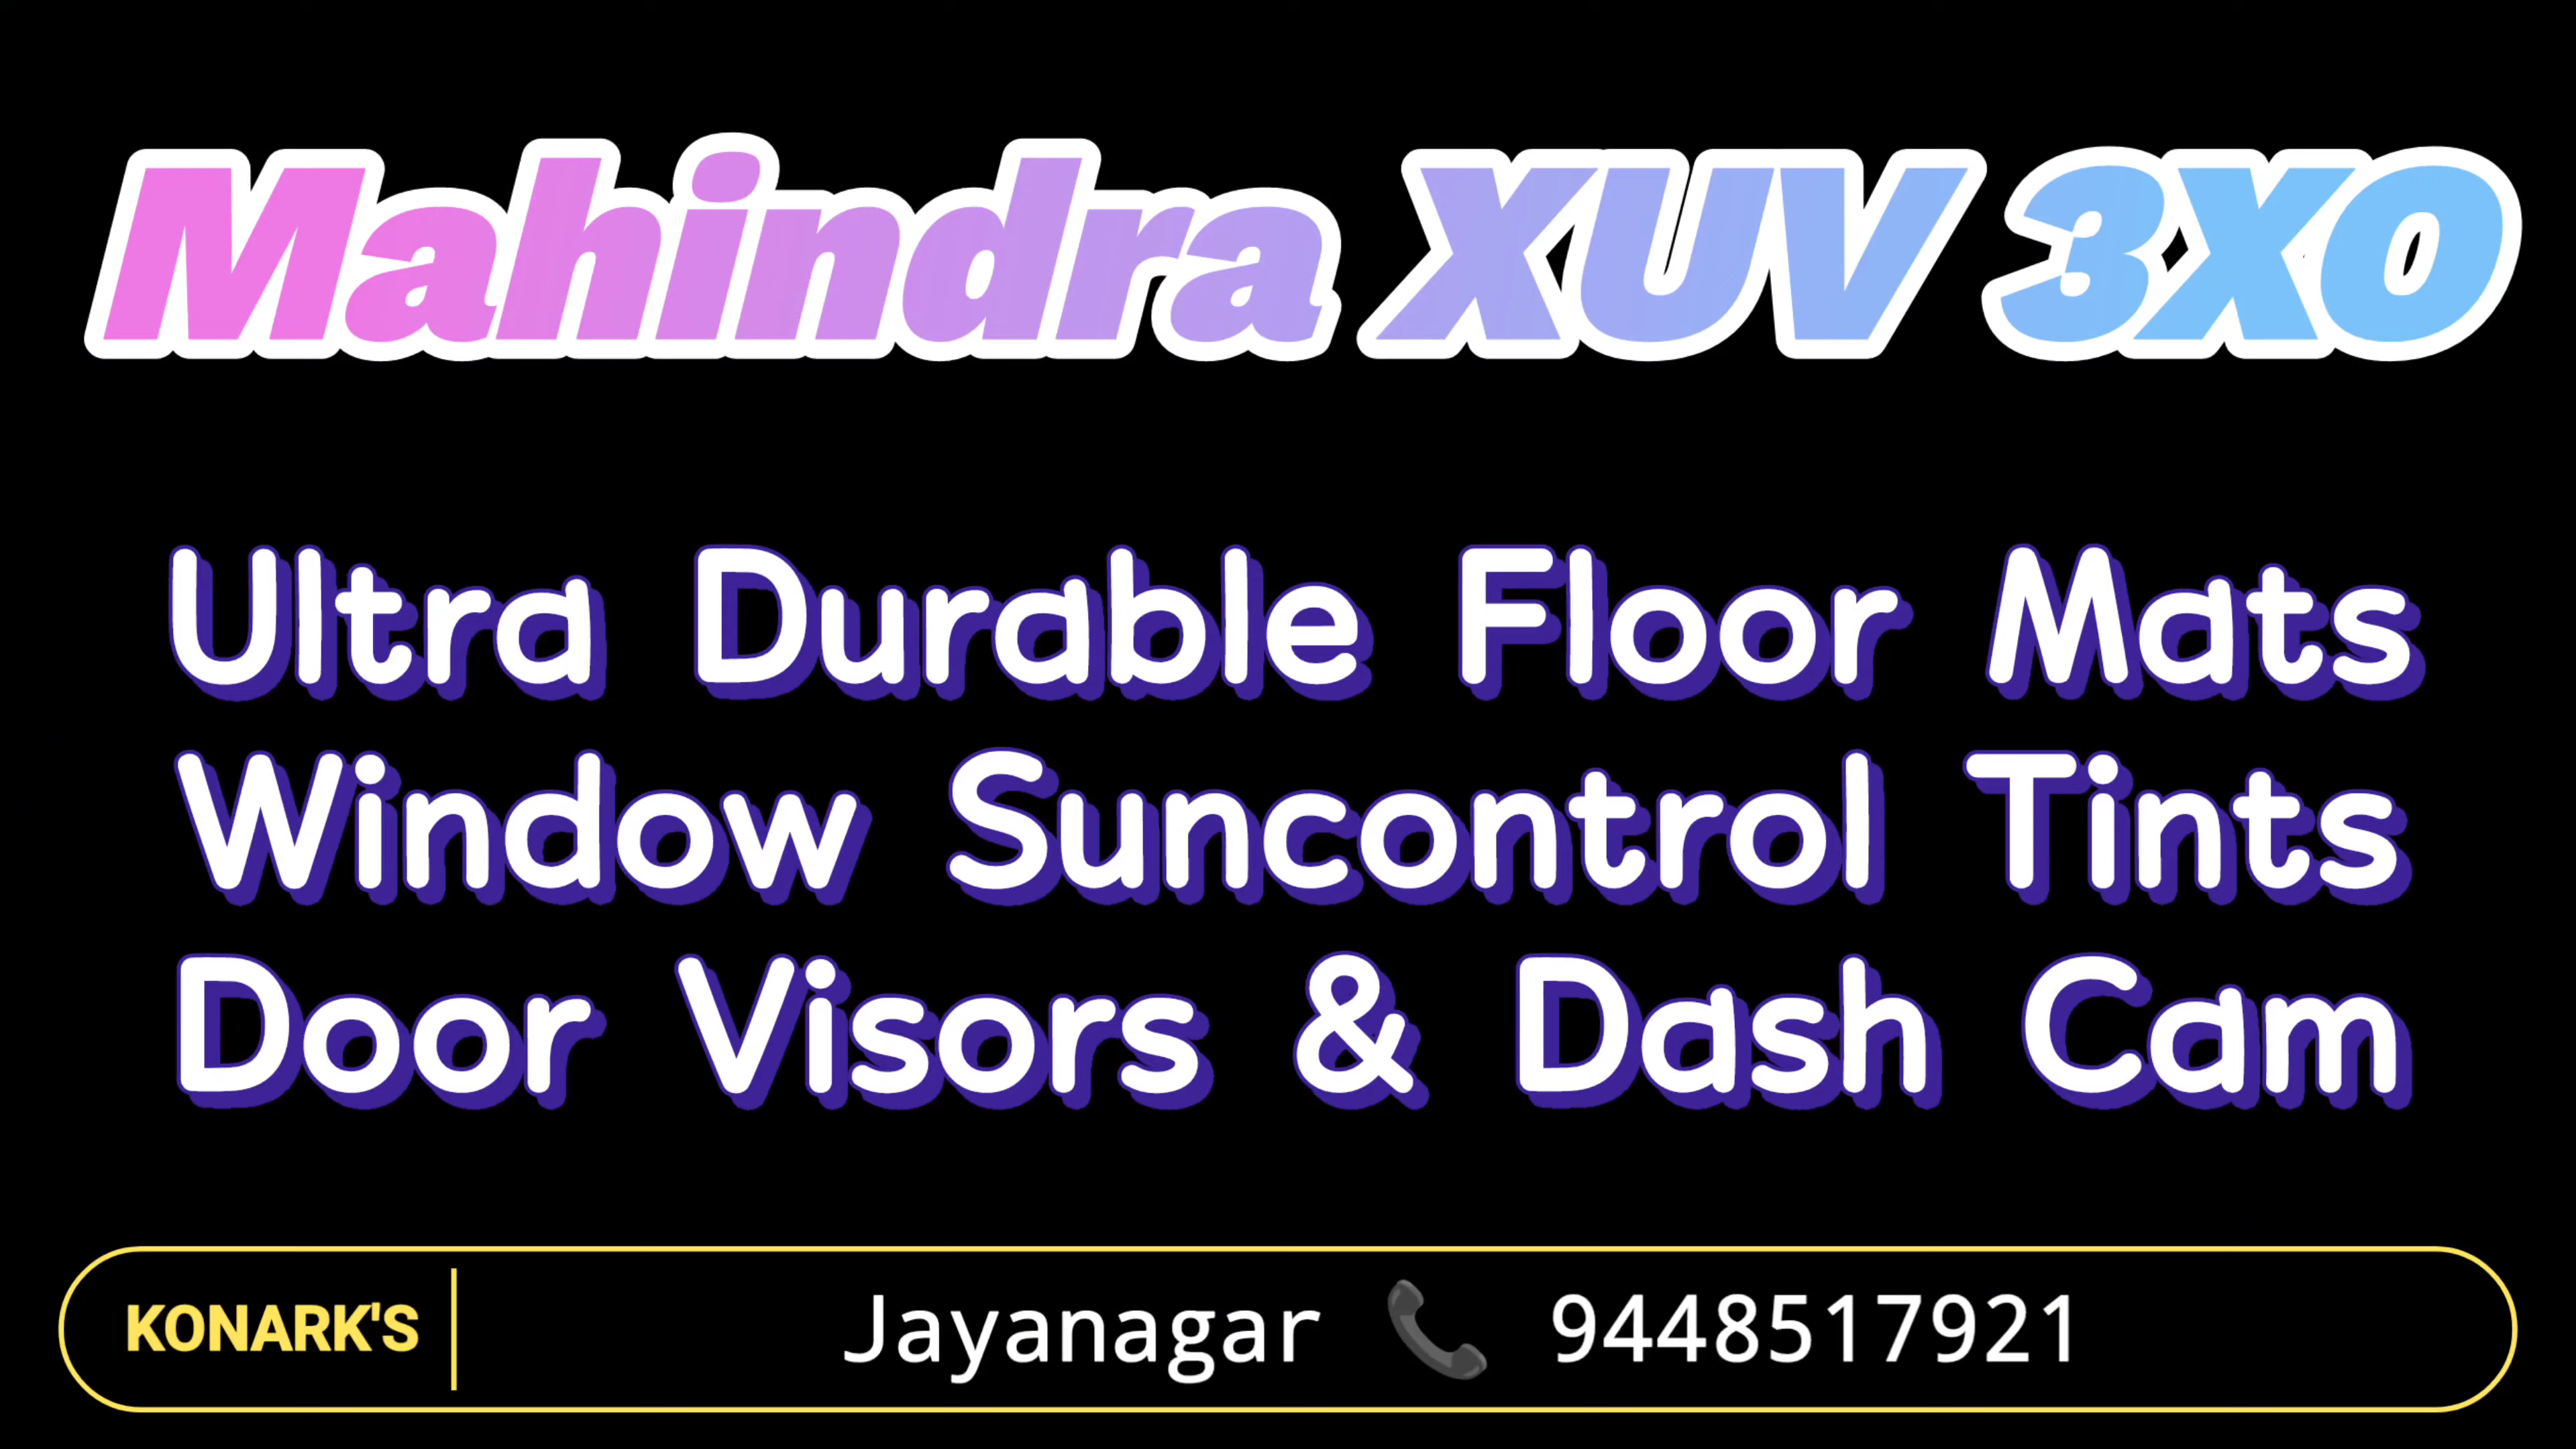 Mahindra XUV 3XO
Ultra Durable Floor Mats
Window Suncontrol Tints
Door Visors & Dash Cam
KONARK'S Jayanagar 📞 9448517921